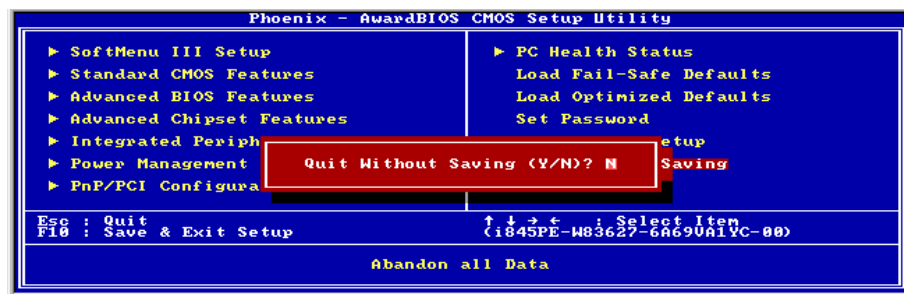 Phoenix - AwardBIOS CMOS Setup Utility
► SoftMenu III Setup
► Standard CMOS Features
► Advanced BIOS Features
► Advanced Chipset Features
► Integrated Periph
► Power Management
► PnP/PCI Configura
► PC Health Status
Load Fail-Safe Defaults
Load Optimized Defaults
Set Password
etup
Saving
Quit Without Saving (Y/N)? N
Esc : Quit
F10 : Save & Exit Setup
↑ ↓ → ← : Select Item
(i845PE-W83627-6A69VA1YC-00)
Abandon all Data